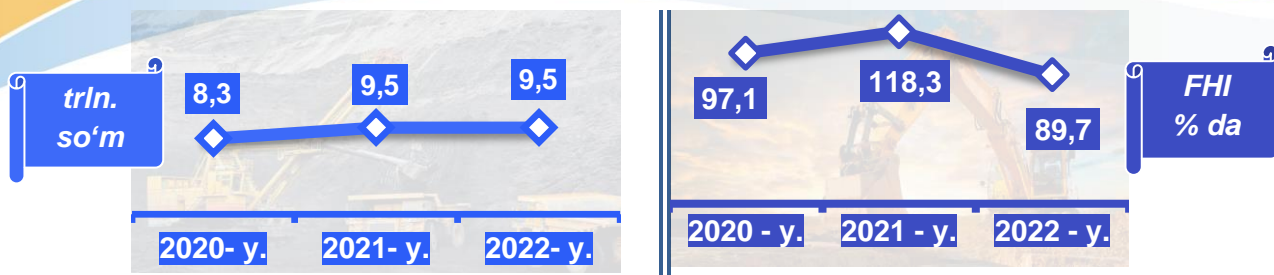 trln.
so‘m
8,3
9,5
9,5
2020- y.
2021- y.
2022- y.
97,1
118,3
89,7
2020 - y.
2021 - y.
2022 - y.
FHI
% da